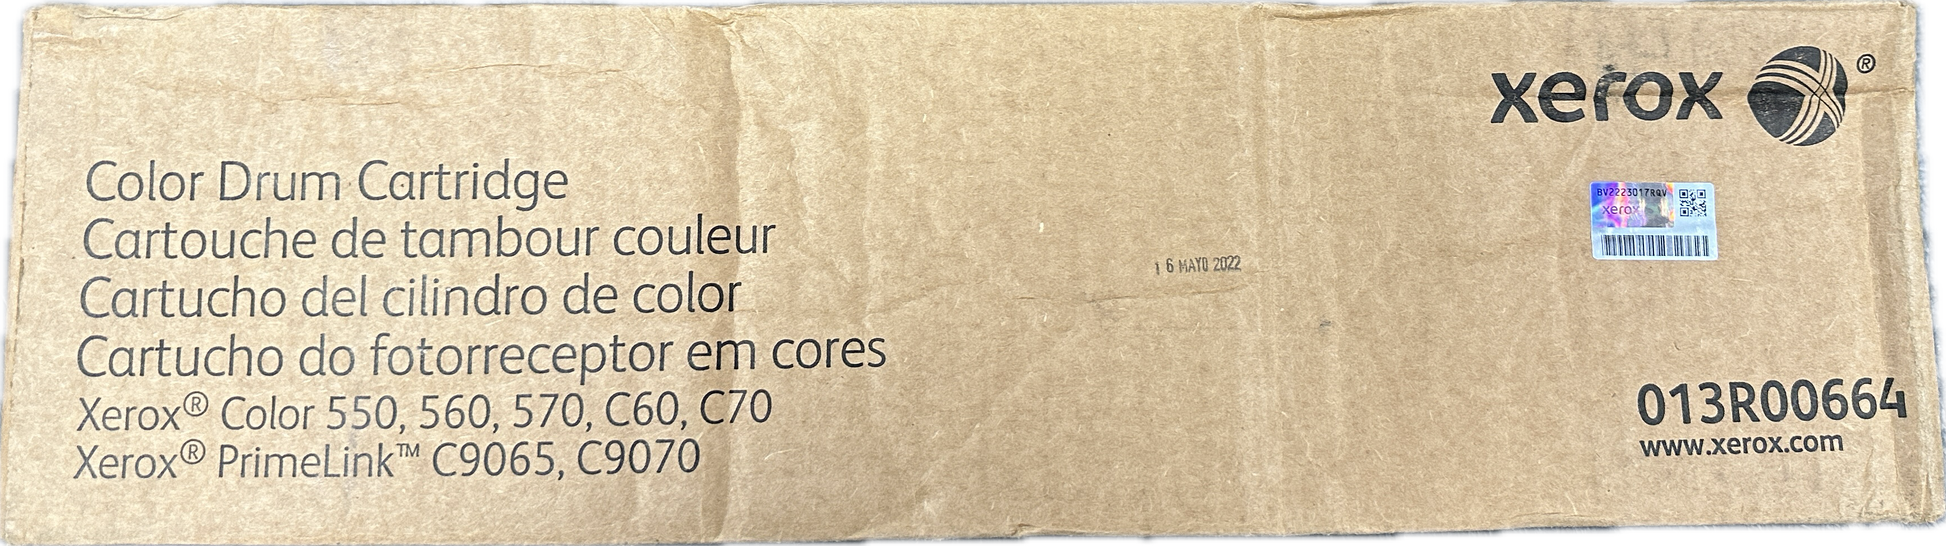 xerox ®
Color Drum Cartridge
Cartouche de tambour couleur
Cartucho del cilindro de color
Cartucho do fotorreceptor em cores
Xerox® Color 550, 560, 570, C60, C70
Xerox® PrimeLink™ C9065, C9070
16 MAYO 2022
BV2223017RQV
xerox
013R00664
www.xerox.com